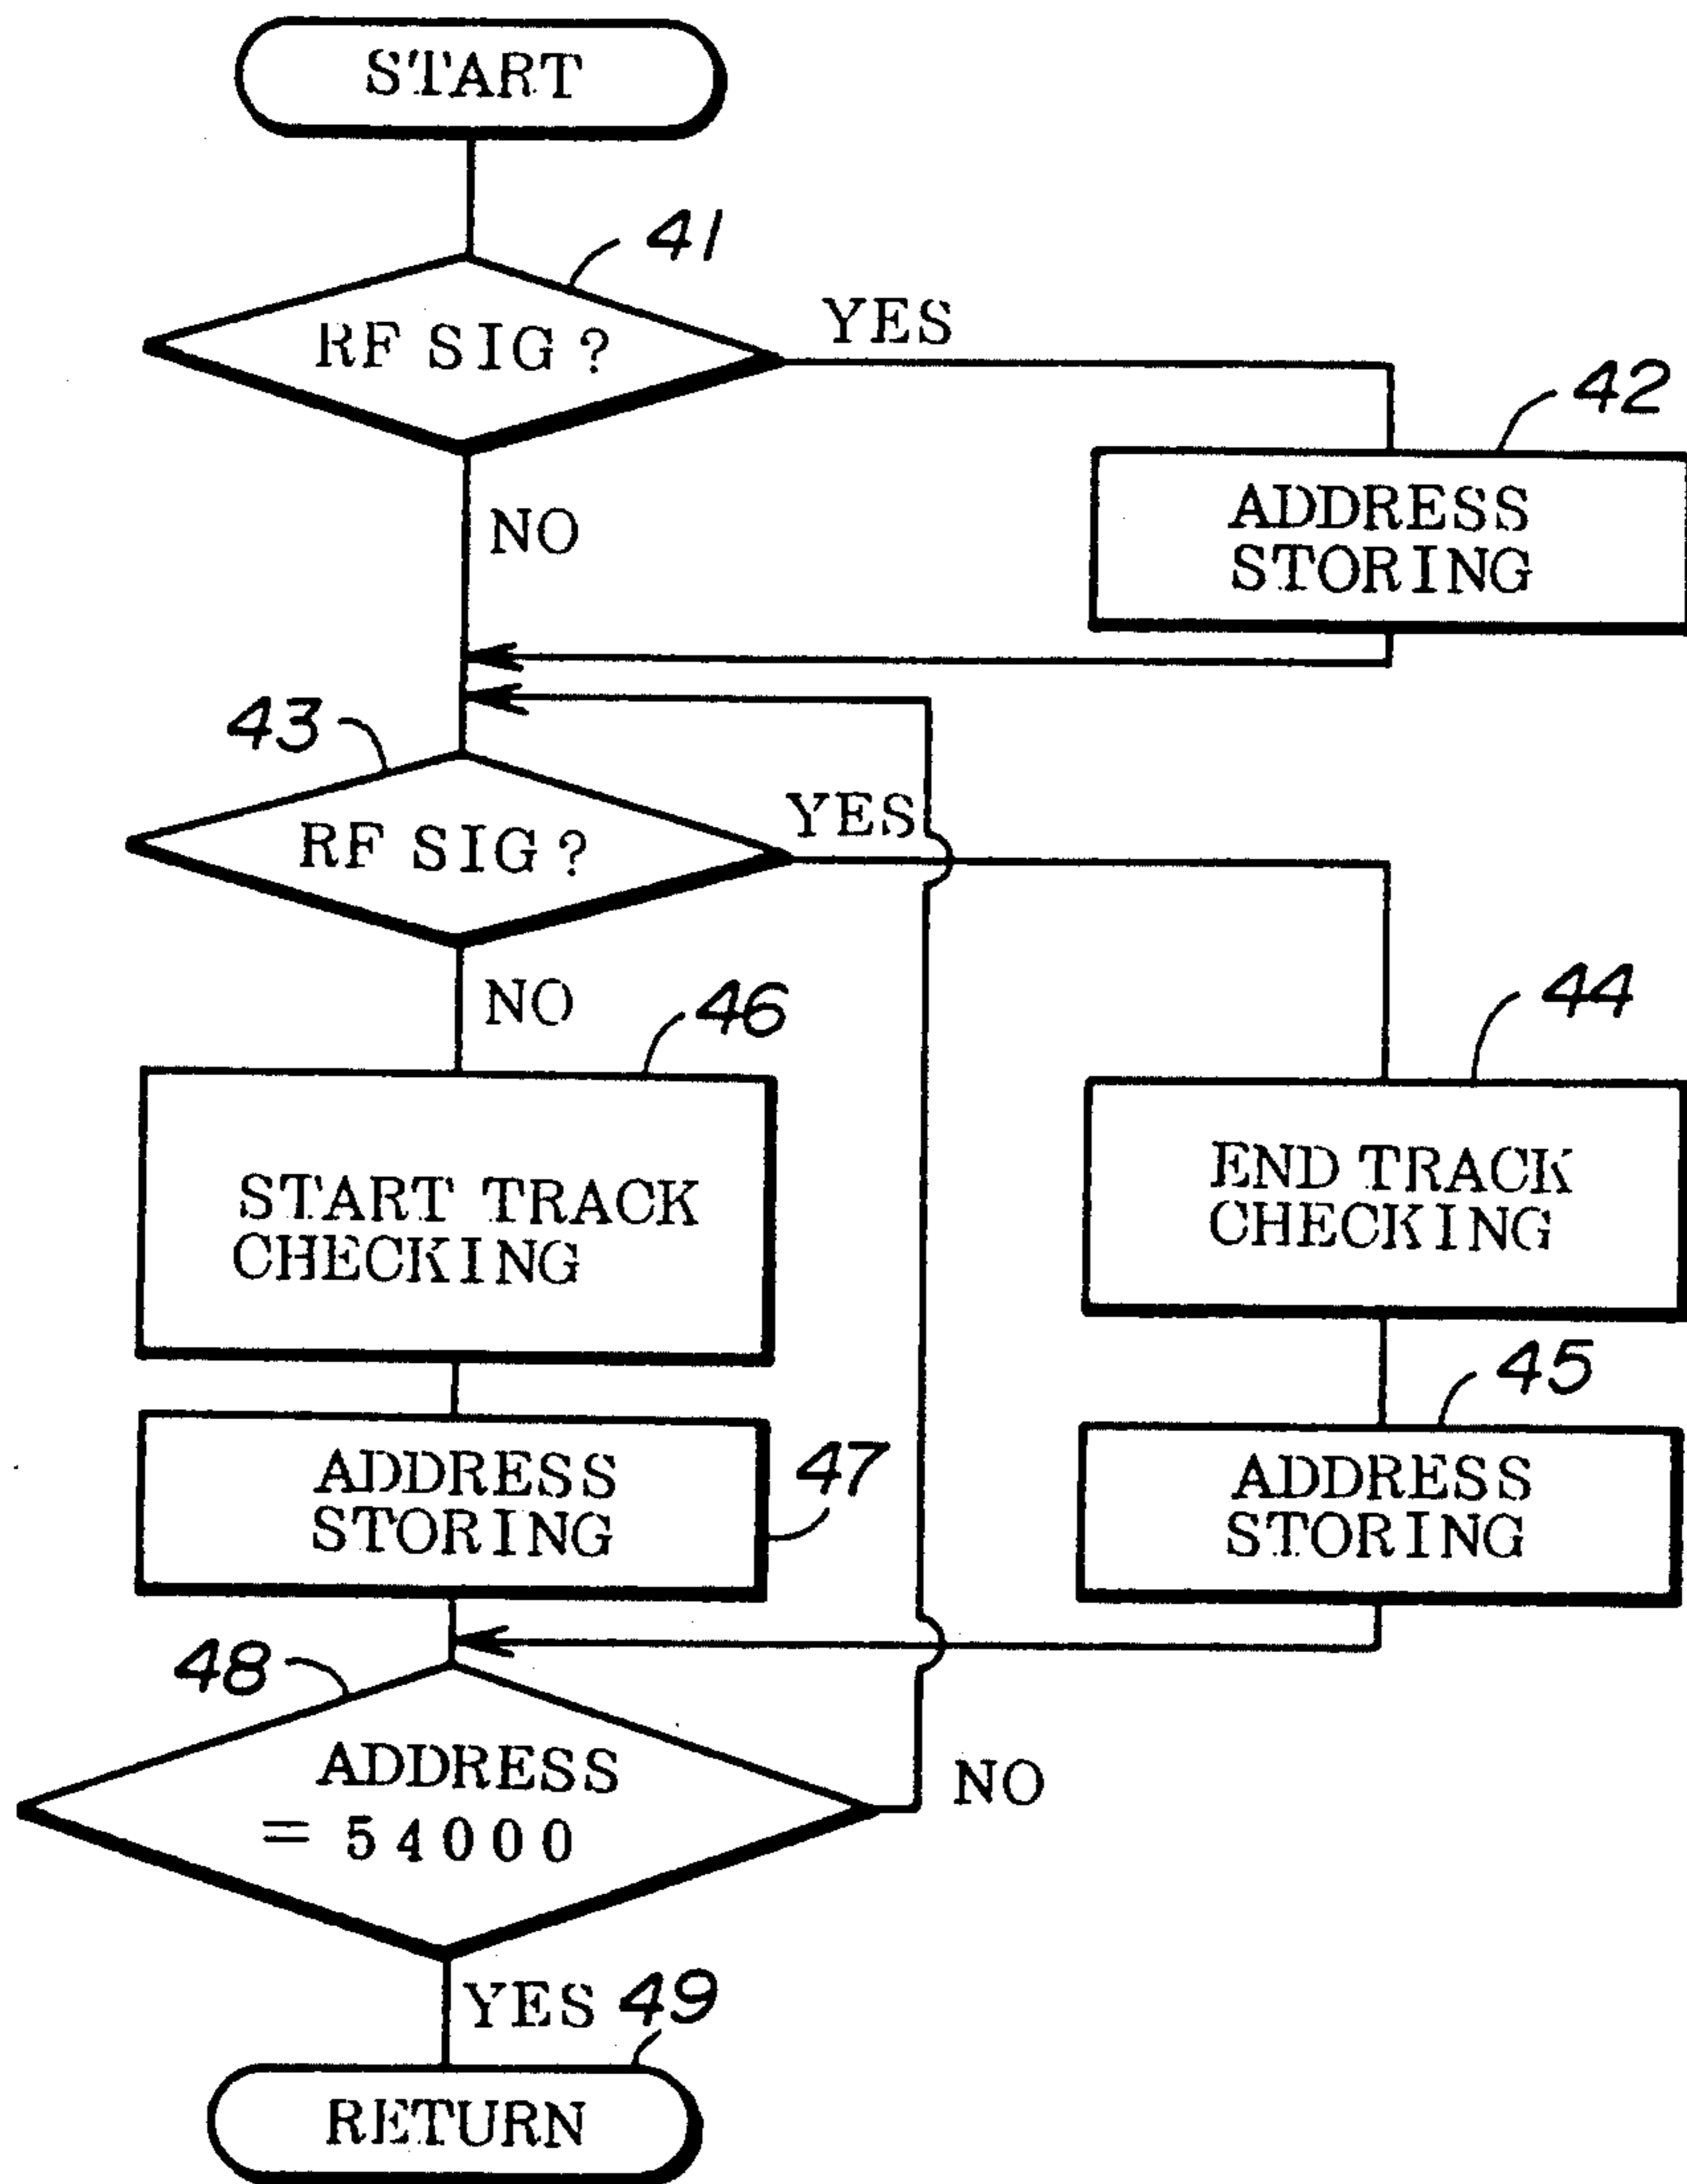 START
41
RF SIG ?
YES
42
ADDRESS
STORING
NO
43
RF SIG ?
YES
NO
46
44
START TRACK
CHECKING
END TRACK
CHECKING
45
ADDRESS
STORING
47
ADDRESS
STORING
48
ADDRESS
= 54000
NO
YES
49
RETURN